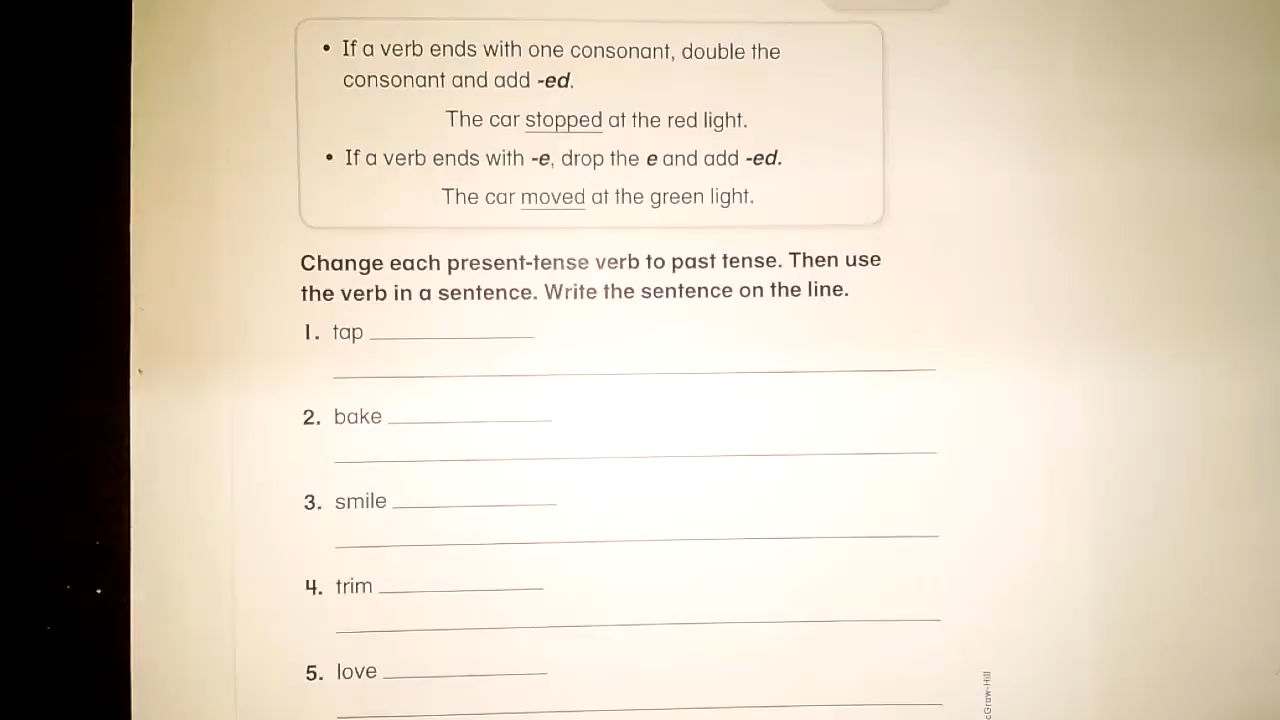 • If a verb ends with one consonant, double the
consonant and add -ed.
The car stopped at the red light.
• If a verb ends with -e, drop the e and add -ed.
The car moved at the green light.
Change each present-tense verb to past tense. Then use
the verb in a sentence. Write the sentence on the line.
1. tap
2. bake
3. smile
4. trim
5. love